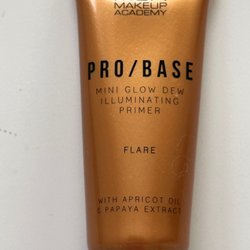 MAKEUP
ACADEMY
PRO/BASE
MINI GLOW DEW
ILLUMINATING
PRIMER
FLARE
WITH APRICOT OIL
& PAPAYA EXTRACT